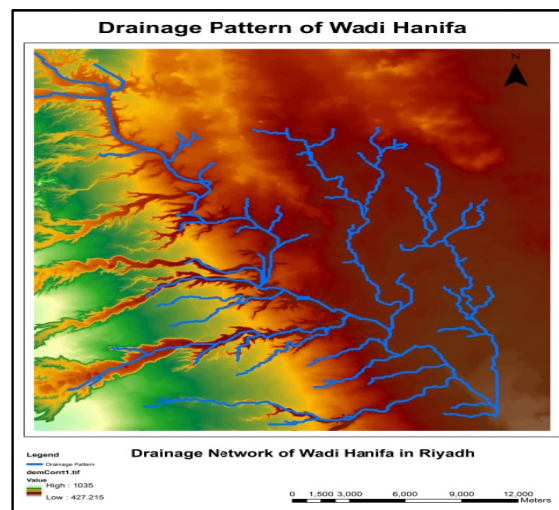 Drainage Pattern of Wadi Hanifa
N
Drainage Network of Wadi Hanifa in Riyadh
Legend
Drainage Pattern
demCorrt1.tif
Value
High : 1035
Low : 427.215
0 1,500 3,000 6,000 9,000 12,000
Meters